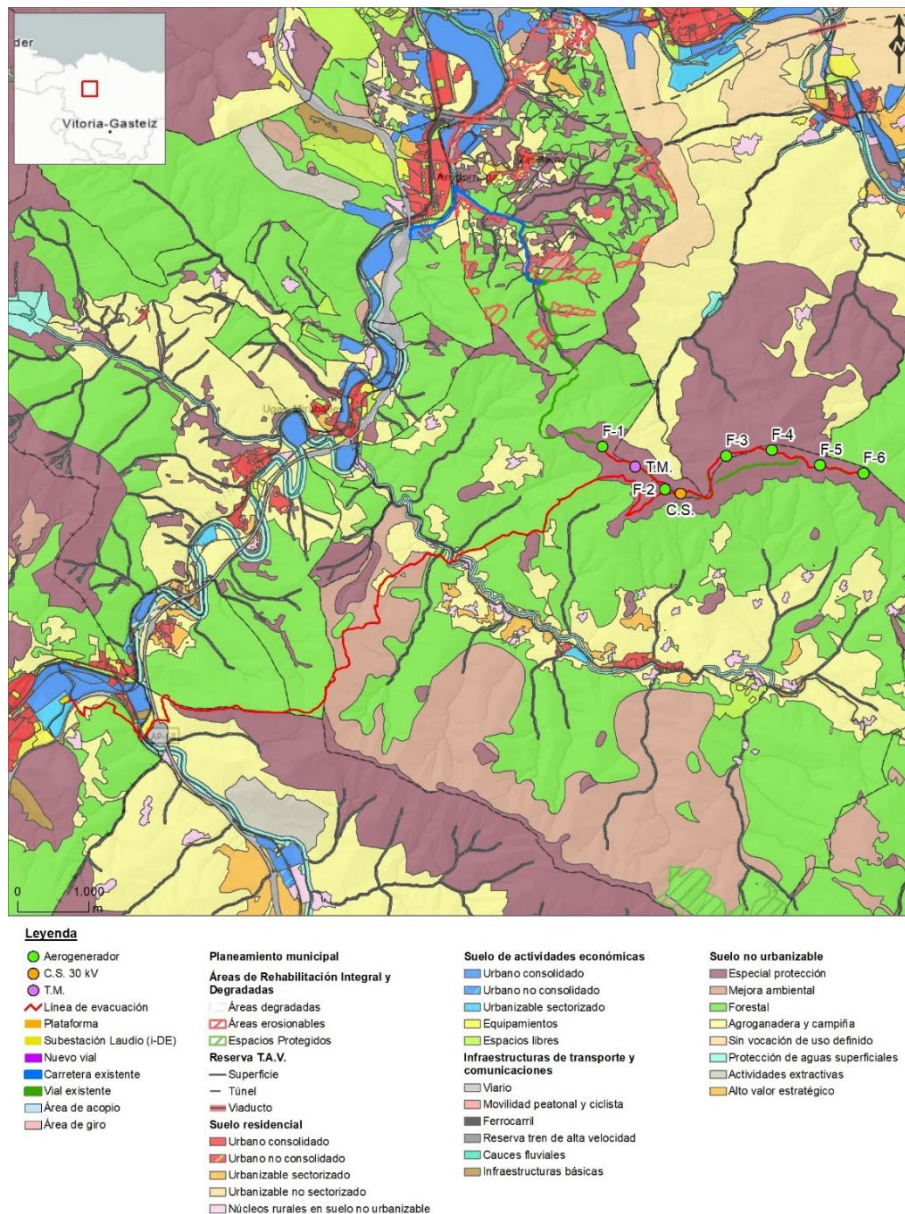 der
Vitoria-Gasteiz
N
F-1
T.M.
F-2
C.S.
F-3
F-4
F-5
F-6
0 1.000
m
Leyenda
Aerogenerador
C.S. 30 kV
T.M.
Línea de evacuación
Plataforma
Subestación Laudio (i-DE)
Nuevo vial
Carretera existente
Vial existente
Área de acopio
Área de giro
Planeamiento municipal
Áreas de Rehabilitación Integral y
Degradadas
Áreas degradadas
Áreas erosionables
Espacios Protegidos
Reserva T.A.V.
Superficie
Túnel
Viaducto
Suelo residencial
Urbano consolidado
Urbano no consolidado
Urbanizable sectorizado
Urbanizable no sectorizado
Núcleos rurales en suelo no urbanizable
Suelo de actividades económicas
Urbano consolidado
Urbano no consolidado
Urbanizable sectorizado
Equipamientos
Espacios libres
Infraestructuras de transporte y
comunicaciones
Viario
Movilidad peatonal y ciclista
Ferrocarril
Reserva tren de alta velocidad
Cauces fluviales
Infraestructuras básicas
Suelo no urbanizable
Especial protección
Mejora ambiental
Forestal
Agroganadera y campiña
Sin vocación de uso definido
Protección de aguas superficiales
Actividades extractivas
Alto valor estratégico